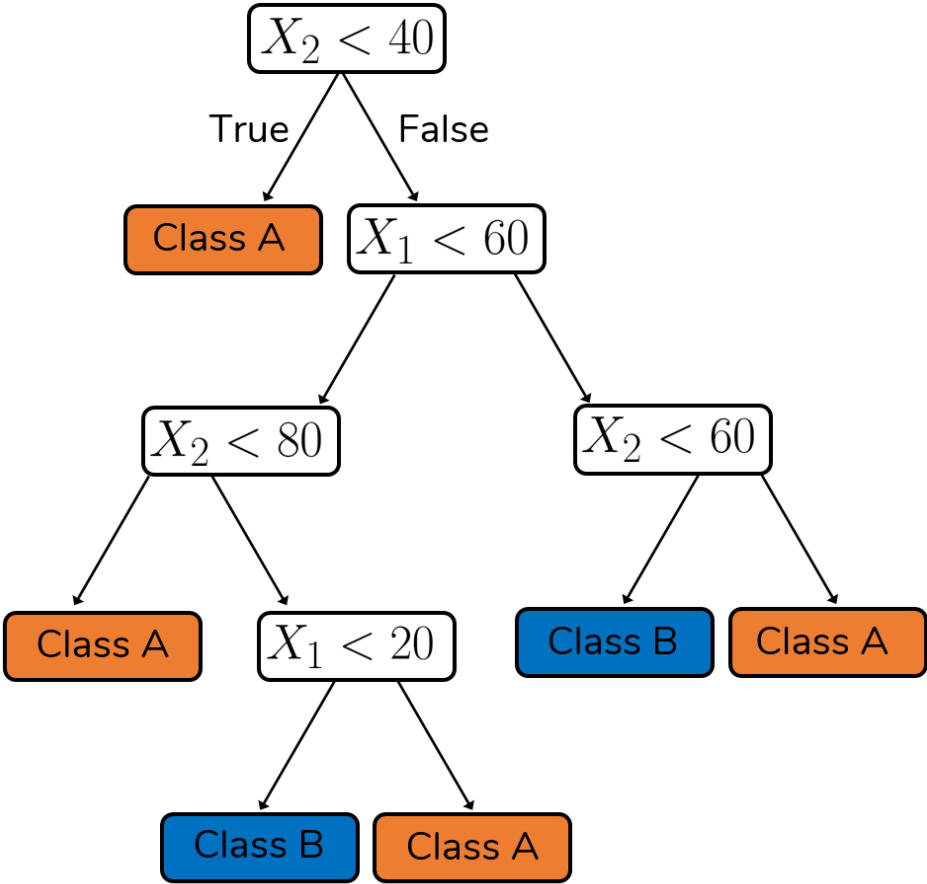 X₂ < 40
True
False
Class A
X₁ < 60
X₂ < 80
X₂ < 60
Class A
X₁ < 20
Class B
Class A
Class B
Class A